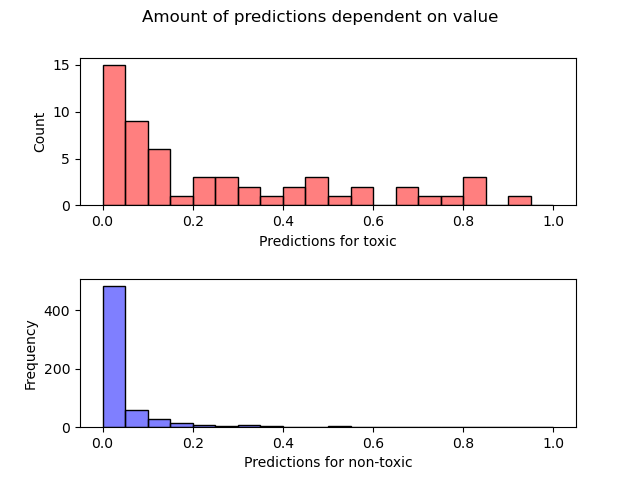 Amount of predictions dependent on value
15
10
5
0
Count
0.0 0.2 0.4 0.6 0.8 1.0
Predictions for toxic
400
200
0
Frequency
0.0 0.2 0.4 0.6 0.8 1.0
Predictions for non-toxic